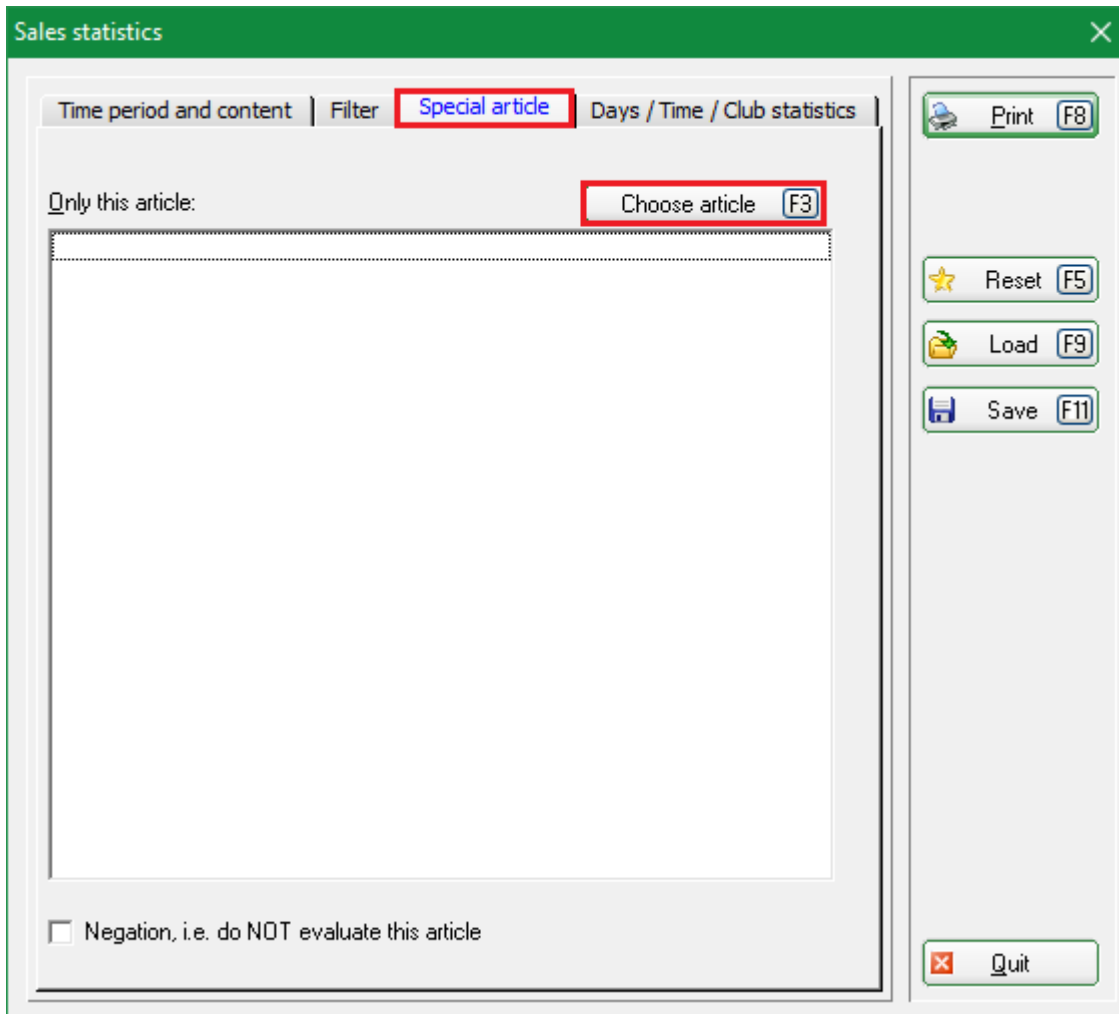 Sales statistics
Time period and content Filter Special article Days / Time / Club statistics
Print F8
Only this article: Choose article F3
Reset F5
Load F9
Save F11
Negation, i.e. do NOT evaluate this article
Quit